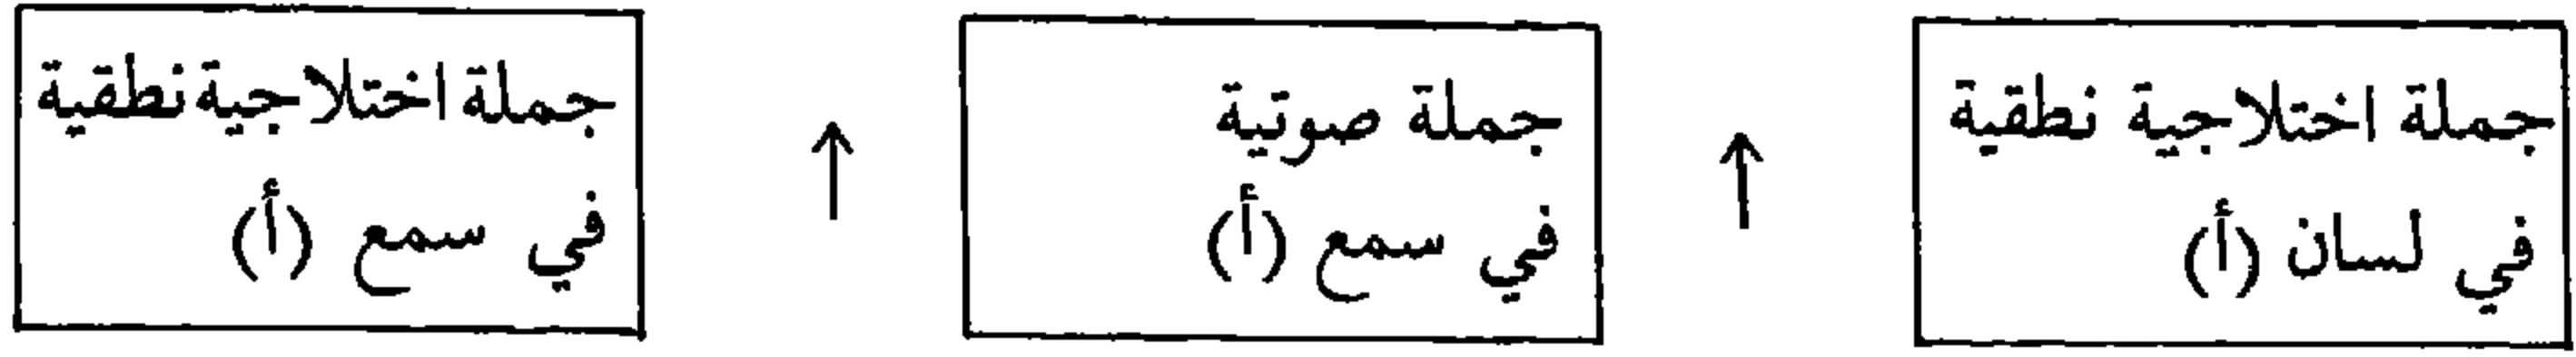 جملة اختلاجية نطقية
في لسان (أ)
↑
جملة صوتية
في سمع (أ)
↑
جملة اختلاجية نطقية
في سمع (أ)